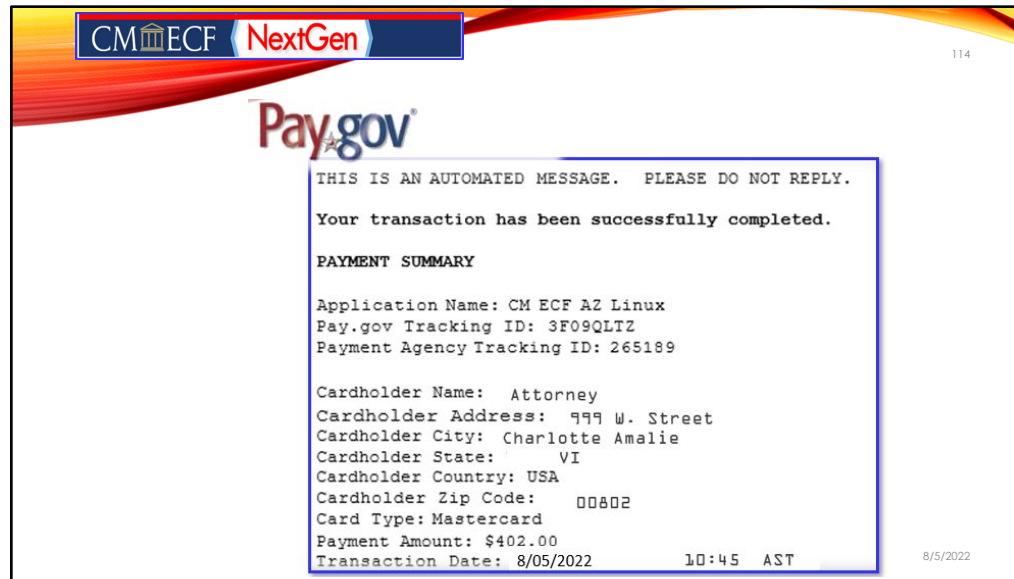 CM ECF NextGen
114
Pay.gov
THIS IS AN AUTOMATED MESSAGE. PLEASE DO NOT REPLY.
Your transaction has been successfully completed.
PAYMENT SUMMARY
Application Name: CM ECF AZ Linux
Pay.gov Tracking ID: 3F09QLTZ
Payment Agency Tracking ID: 265189
Cardholder Name: Attorney
Cardholder Address: 999 W. Street
Cardholder City: Charlotte Amalie
Cardholder State: VI
Cardholder Country: USA
Cardholder Zip Code: 00802
Card Type: Mastercard
Payment Amount: $402.00
Transaction Date: 8/05/2022 10:45 AST
8/5/2022